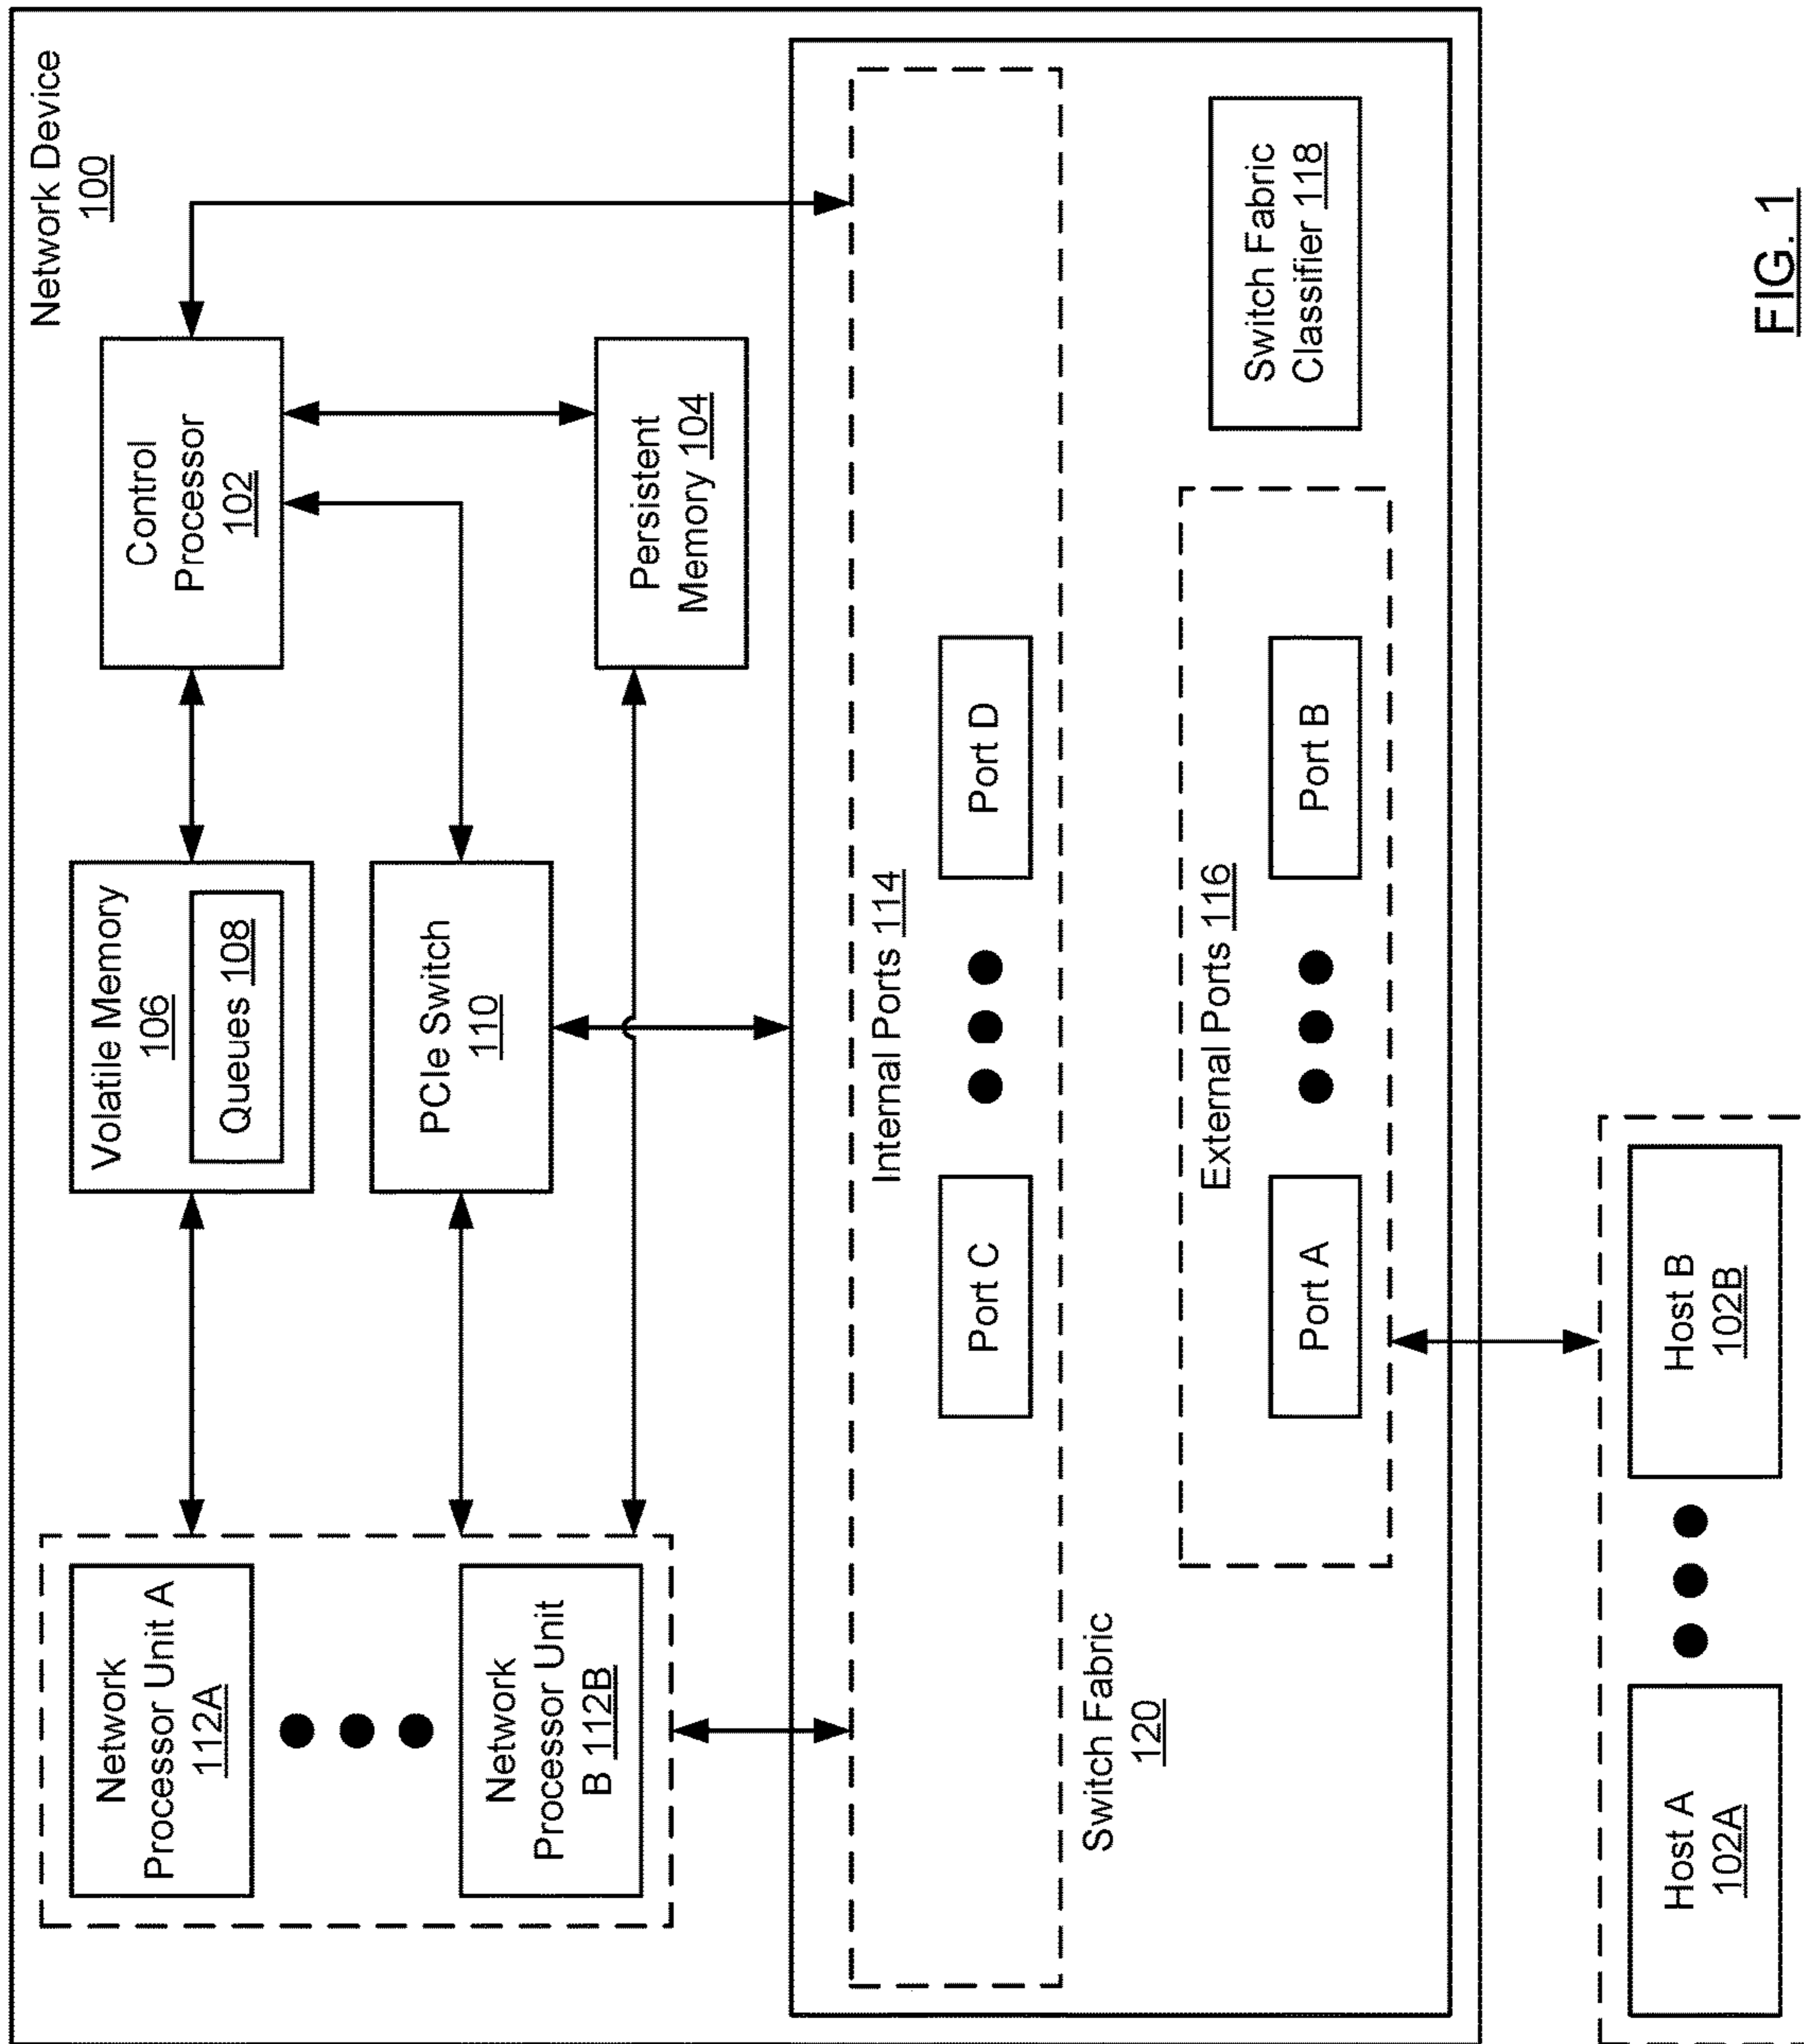 Network Device
100
Network
Processor Unit A
112A
Volatile Memory
106
Queues 108
Control
Processor
102
Network
Processor Unit
B 112B
PCIe Switch
110
Persistent
Memory 104
Internal Ports 114
Port C
Port D
Switch Fabric
120
External Ports 116
Port A
Port B
Switch Fabric
Classifier 118
Host A
102A
Host B
102B
FIG. 1